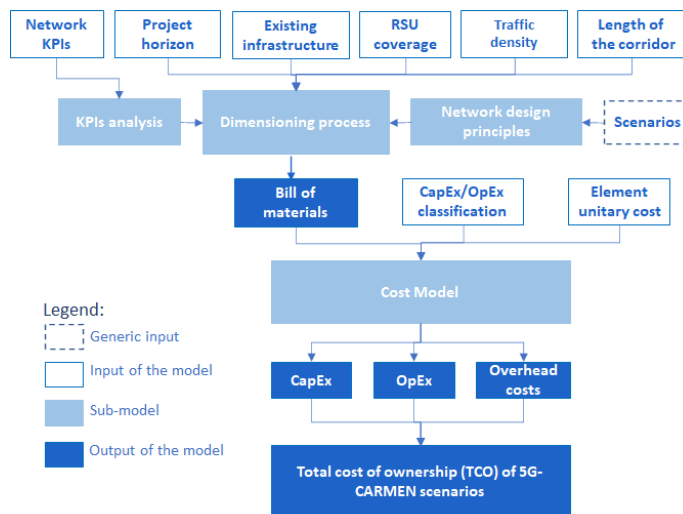 Network
KPIs
Project
horizon
Existing
infrastructure
RSU
coverage
Traffic
density
Length of
the corridor
KPIs analysis
Dimensioning process
Network design
principles
Scenarios
Bill of
materials
CapEx/OpEx
classification
Element
unitary cost
Cost Model
Legend:
Generic input
Input of the model
Sub-model
Output of the model
CapEx
OpEx
Overhead
costs
Total cost of ownership (TCO) of 5G-
CARMEN scenarios